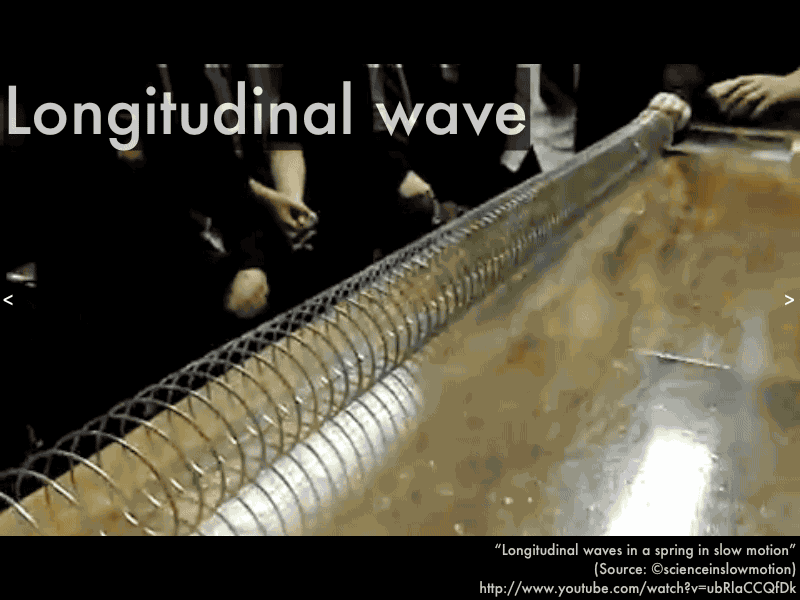 Longitudinal wave
<
>
“Longitudinal waves in a spring in slow motion”
(Source: ©scienceinslowmotion)
http://www.youtube.com/watch?v=ubRlaCCQfDk